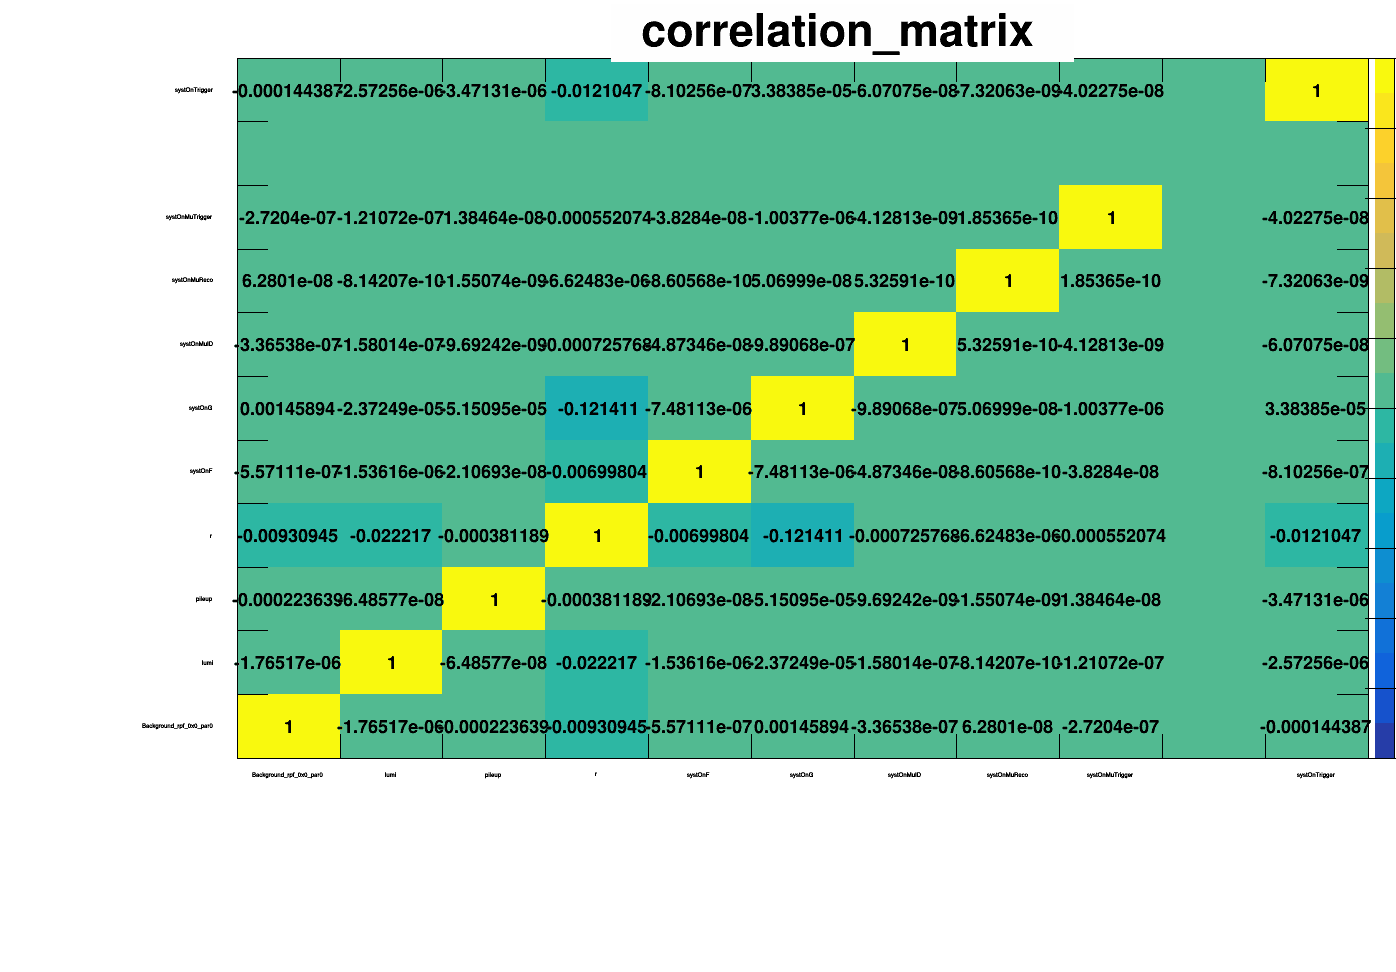 correlation_matrix
systOnTrigger -0.000144387 -2.57256e-06 -3.47131e-06 -0.0121047 -8.10256e-07 3.38385e-05 -6.07075e-08 -7.32063e-09 -4.02275e-08 1
systOnMuTrigger -2.7204e-07 -1.21072e-07 1.38464e-08 -0.000552074 -3.8284e-08 -1.00377e-06 -4.12813e-09 1.85365e-10 1 -4.02275e-08
systOnMuReco 6.2801e-08 -8.14207e-10 -1.55074e-09 -6.62483e-06 -8.60568e-10 5.06999e-08 5.32591e-10 1 1.85365e-10 -7.32063e-09
systOnMuID -3.36538e-07 -1.58014e-07 -9.69242e-09 -0.000725768 -4.87346e-08 -9.89068e-07 1 5.32591e-10 -4.12813e-09 -6.07075e-08
systOnG 0.00145894 -2.37249e-05 -5.15095e-05 -0.121411 -7.48113e-06 1 -9.89068e-07 5.06999e-08 -1.00377e-06 3.38385e-05
systOnF -5.57111e-07 -1.53616e-06 -2.10693e-08 -0.00699804 1 -7.48113e-06 -4.87346e-08 -8.60568e-10 -3.8284e-08 -8.10256e-07
r -0.00930945 -0.022217 -0.000381189 1 -0.00699804 -0.121411 -0.000725768 -6.62483e-06 -0.000552074 -0.0121047
pileup -0.000223639 -6.48577e-08 1 -0.000381189 -2.10693e-08 -5.15095e-05 -9.69242e-09 -1.55074e-09 1.38464e-08 -3.47131e-06
lumi -1.76517e-06 1 -6.48577e-08 -0.022217 -1.53616e-06 -2.37249e-05 -1.58014e-07 -8.14207e-10 -1.21072e-07 -2.57256e-06
Background_rpf_0x0_par0 1 -1.76517e-06 -0.000223639 -0.00930945 -5.57111e-07 0.00145894 -3.36538e-07 6.2801e-08 -2.7204e-07 -0.000144387
Background_rpf_0x0_par0 lumi pileup r systOnF systOnG systOnMuID systOnMuReco systOnMuTrigger systOnTrigger